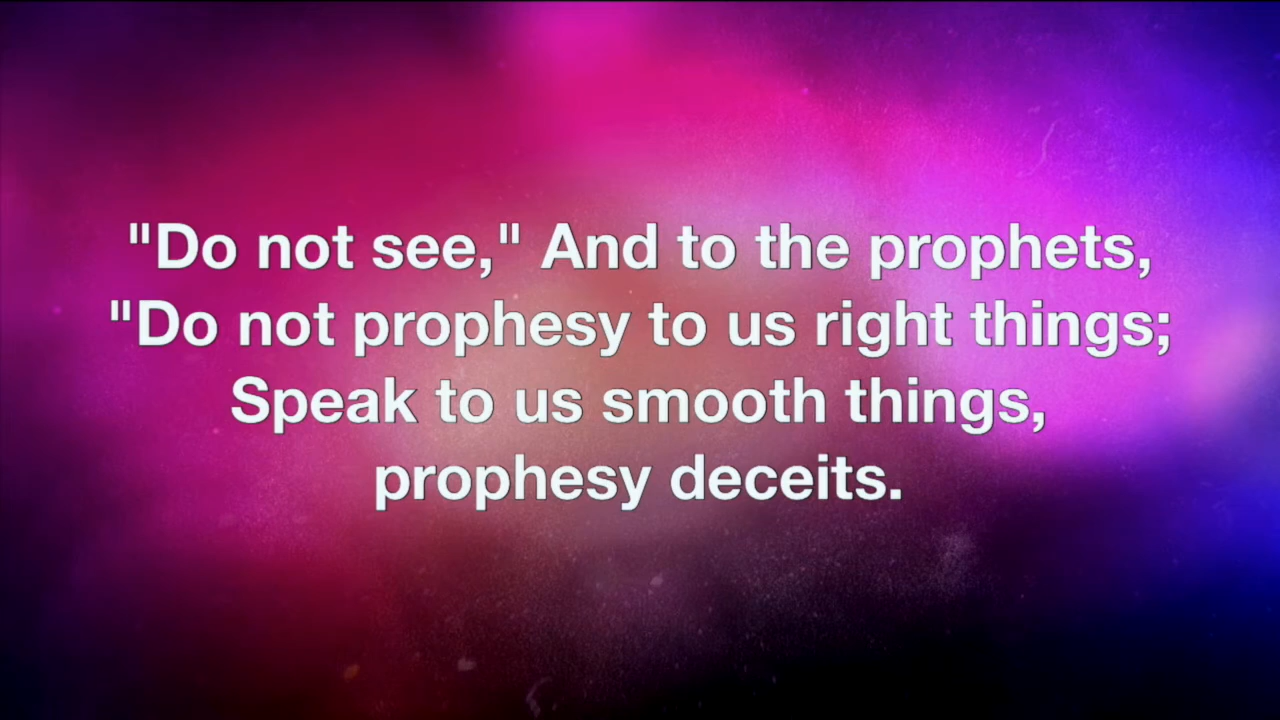 "Do not see," And to the prophets,
"Do not prophesy to us right things;
Speak to us smooth things,
prophesy deceits.